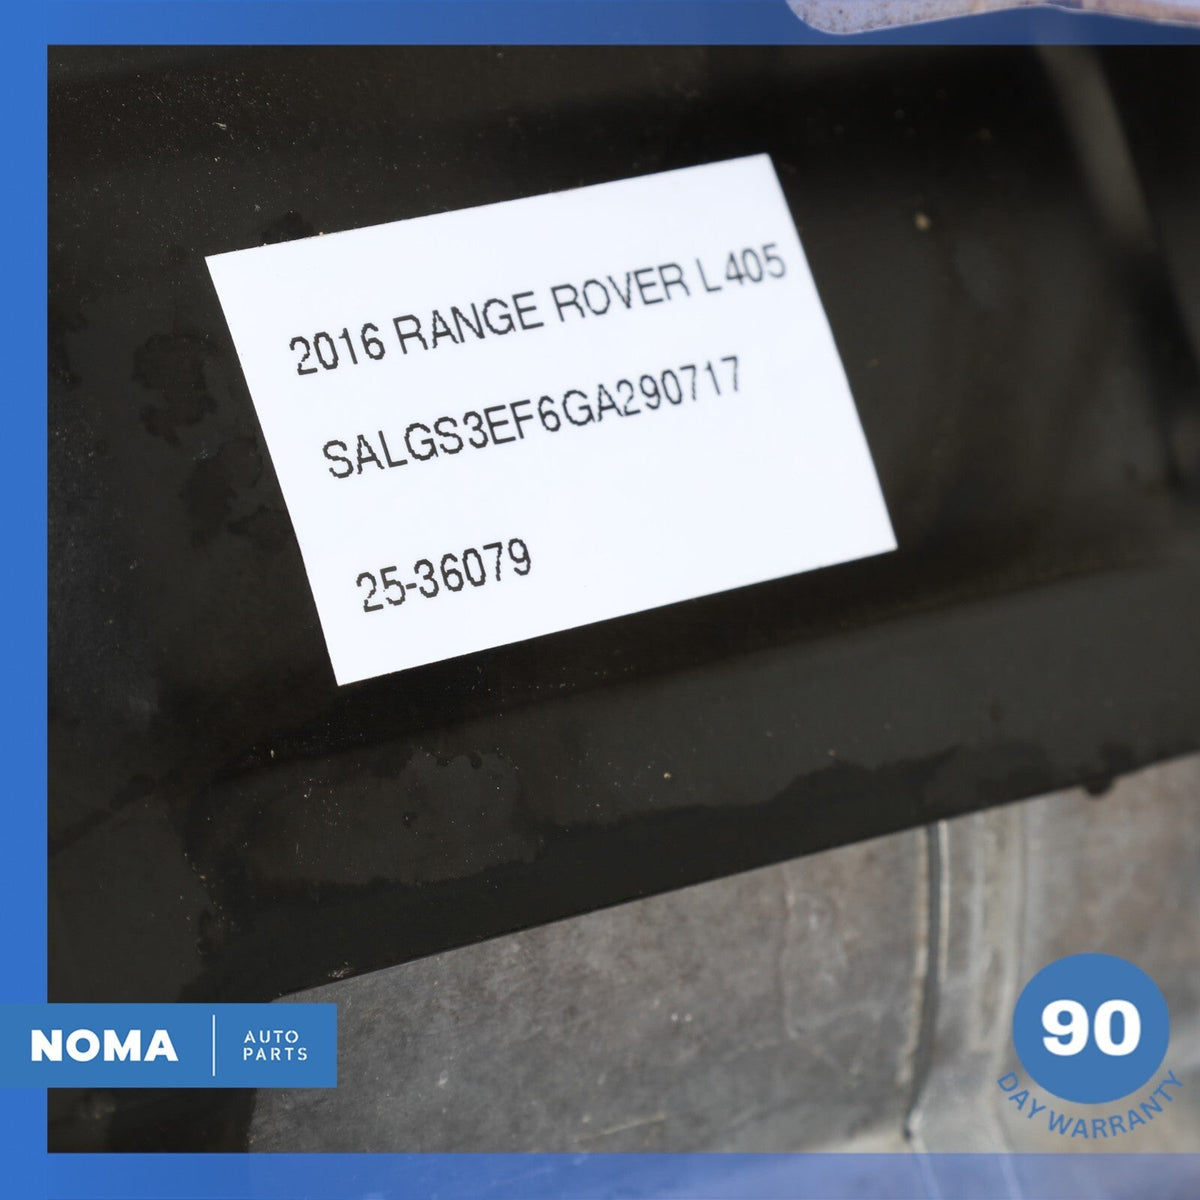 2016 RANGE ROVER L405
SALGS3EF6GA290717
25-36079
NOMA
AUTO
PARTS
90
DAY WARRANTY